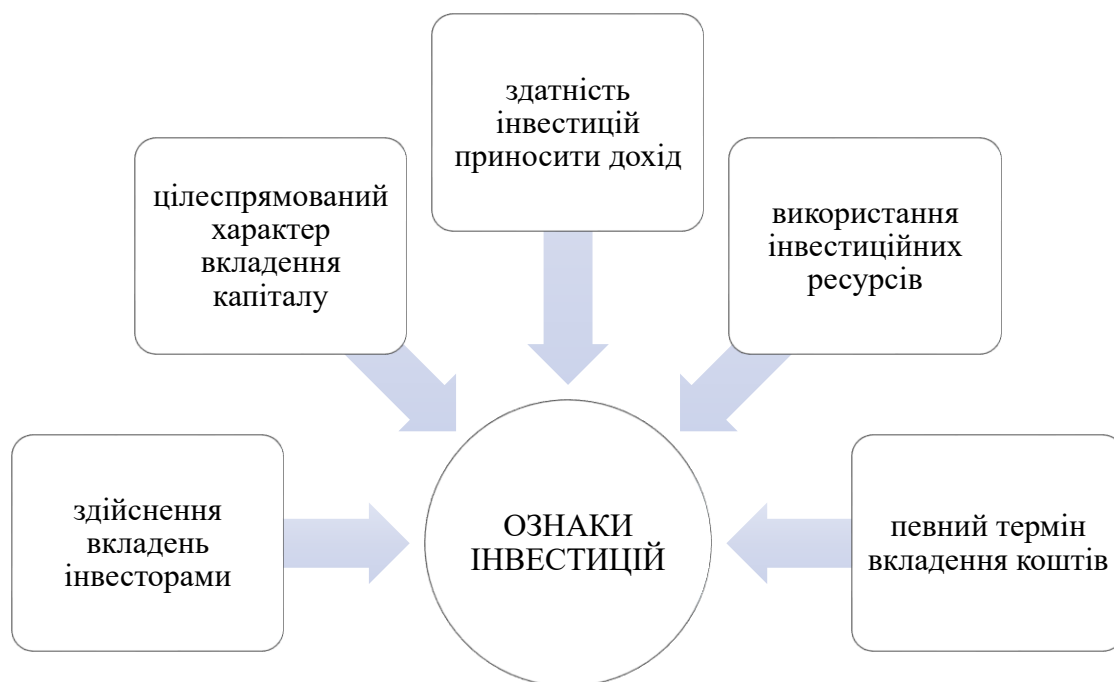 здатність
інвестицій
приносити дохід
цілеспрямований
характер
вкладення
капіталу
використання
інвестиційних
ресурсів
здійснення
вкладень
інвесторами
ОЗНАКИ
ІНВЕСТИЦІЙ
певний термін
вкладення коштів